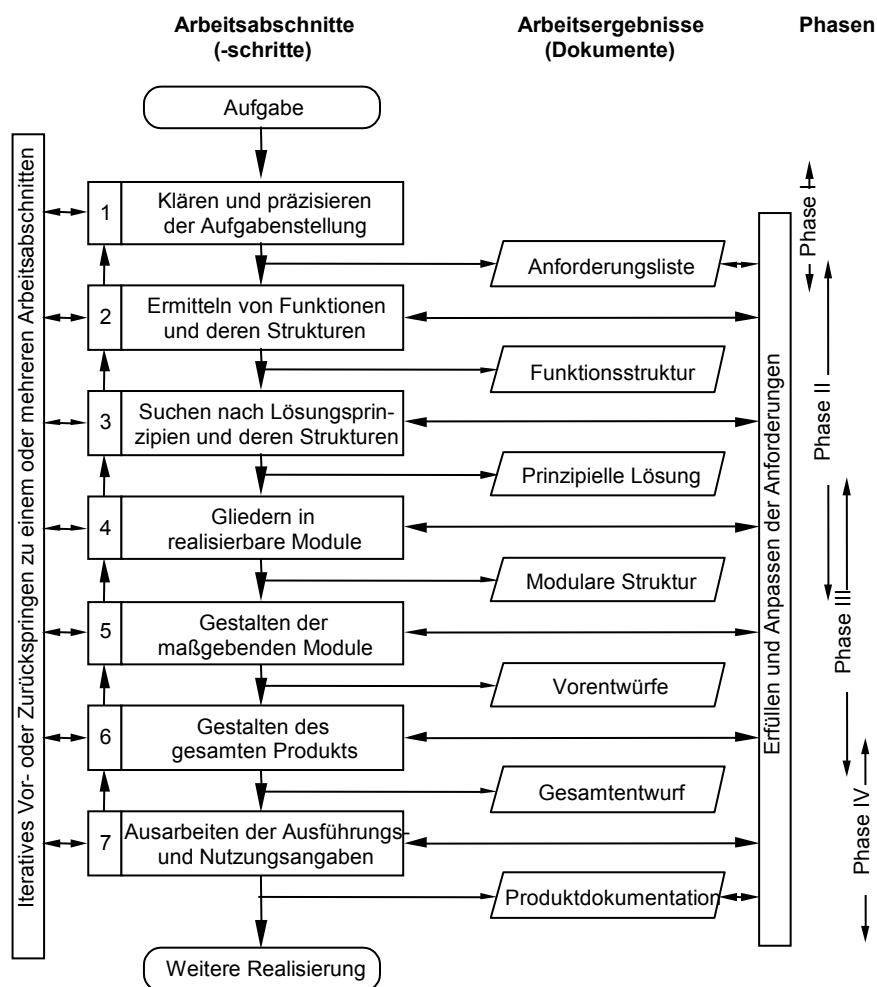 Arbeitsabschnitte
(-schritte)
Arbeitsergebnisse
(Dokumente)
Phasen
Aufgabe
Iteratives Vor- oder Zurückspringen zu einem oder mehreren Arbeitsabschnitten
1
Klären und präzisieren
der Aufgabenstellung
Anforderungsliste
2
Ermitteln von Funktionen
und deren Strukturen
Funktionsstruktur
3
Suchen nach Lösungsprin-
zipien und deren Strukturen
Prinzipielle Lösung
4
Gliedern in
realisierbare Module
Modulare Struktur
5
Gestalten der
maßgebenden Module
Vorentwürfe
6
Gestalten des
gesamten Produkts
Gesamtentwurf
7
Ausarbeiten der Ausführungs-
und Nutzungsangaben
Produktdokumentation
Weitere Realisierung
Erfüllen und Anpassen der Anforderungen
Phase I
Phase II
Phase III
Phase IV